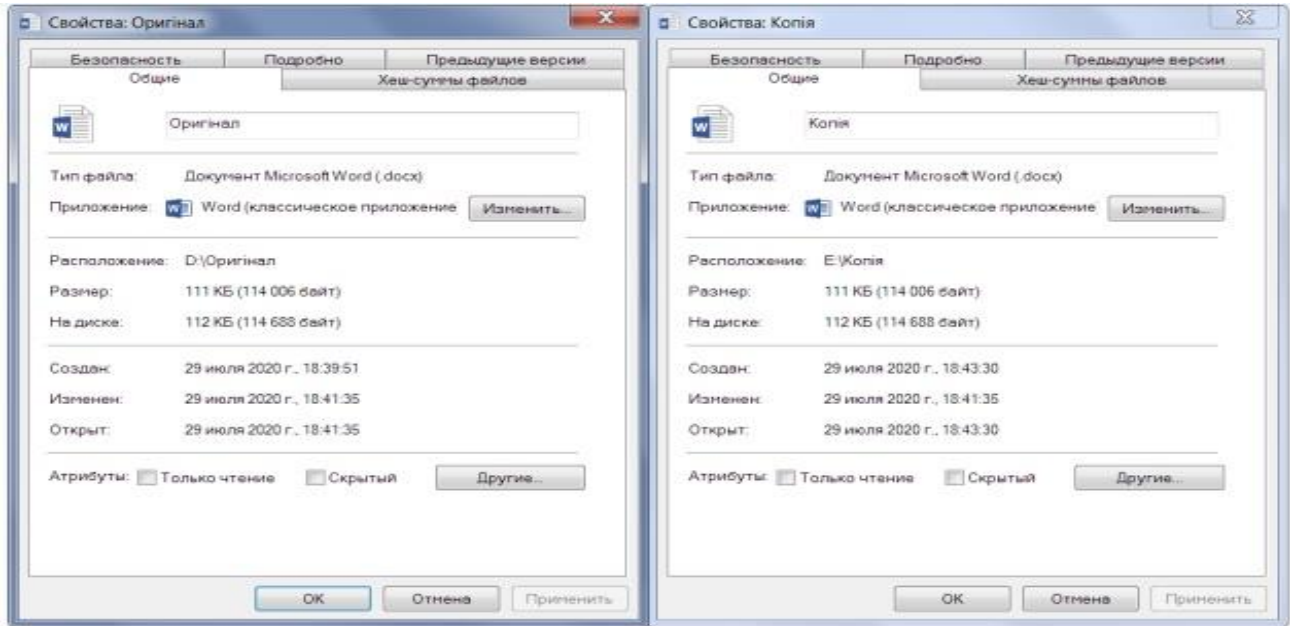 Свойства: Оригінал
Безопасность Подробно Предыдущие версии
Общие Хеш-суммы файлов
Оригінал
Тип файла: Документ Microsoft Word (.docx)
Приложение: Word (классическое приложение Изменить...
Расположение: D:\Оригінал
Размер: 111 КБ (114 006 байт)
На диске: 112 КБ (114 688 байт)
Создан: 29 июля 2020 г., 18:39:51
Изменен: 29 июля 2020 г., 18:41:35
Открыт: 29 июля 2020 г., 18:41:35
Атрибуты: Только чтение Скрытый Другие...
OK Отмена Применить
Свойства: Копія
Безопасность Подробно Предыдущие версии
Общие Хеш-суммы файлов
Копія
Тип файла: Документ Microsoft Word (.docx)
Приложение: Word (классическое приложение Изменить...
Расположение: E:\Копія
Размер: 111 КБ (114 006 байт)
На диске: 112 КБ (114 688 байт)
Создан: 29 июля 2020 г., 18:43:30
Изменен: 29 июля 2020 г., 18:41:35
Открыт: 29 июля 2020 г., 18:43:30
Атрибуты: Только чтение Скрытый Другие...
OK Отмена Применить